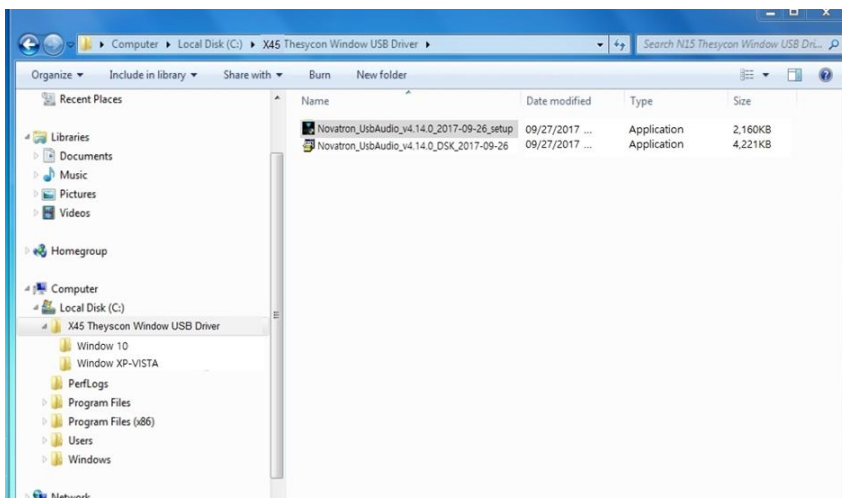 Computer Local Disk (C:) X45 Thesycon Window USB Driver Search N15 Thesycon Window USB Dri...
Organize Include in library Share with Burn New folder
Recent Places
Libraries
Documents
Music
Pictures
Videos
Homegroup
Computer
Local Disk (C:)
X45 Theyscon Window USB Driver
Window 10
Window XP-VISTA
PerfLogs
Program Files
Program Files (x86)
Users
Windows
Network
Name Date modified Type Size
Novatron_UsbAudio_v4.14.0_2017-09-26_setup 09/27/2017 ... Application 2,160KB
Novatron_UsbAudio_v4.14.0_DSK_2017-09-26 09/27/2017 ... Application 4,221KB